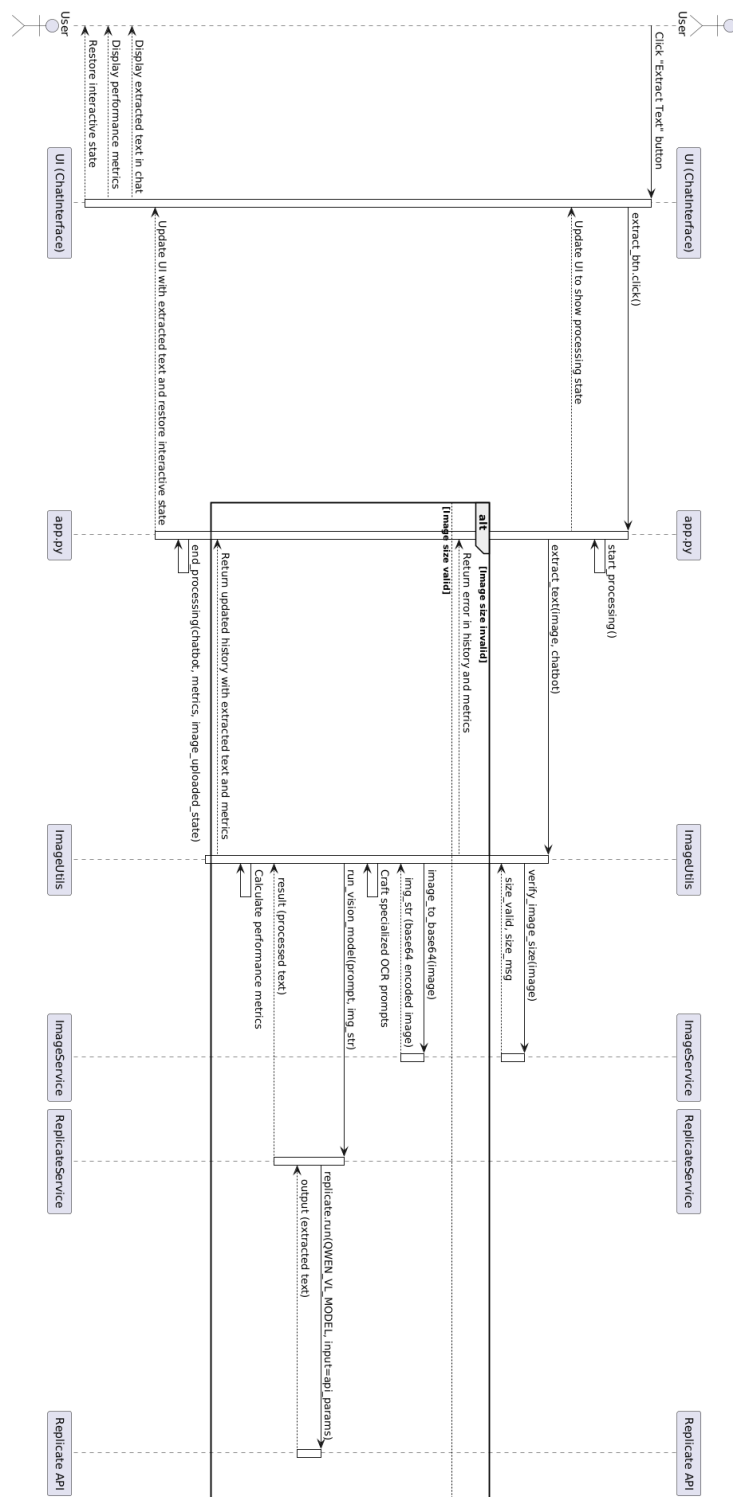 User
UI (ChatInterface)
app.py
ImageUtils
ImageService
ReplicateService
Replicate API
Click "Extract Text" button
extract_btn.click()
start_processing()
Update UI to show processing state
extract_text(image, chatbot)
verify_image_size(image)
size_valid, size_msg
alt
[Image size invalid]
Return error in history and metrics
[Image size valid]
image_to_base64(image)
img_str (base64 encoded image)
Craft specialized OCR prompts
run_vision_model(prompt, img_str)
replicate.run(QWEN_VL_MODEL, input=api_params)
output (extracted text)
result (processed text)
Calculate performance metrics
Return updated history with extracted text and metrics
end_processing(chatbot, metrics, image_uploaded_state)
Update UI with extracted text and restore interactive state
Display extracted text in chat
Display performance metrics
Restore interactive state
User
UI (ChatInterface)
app.py
ImageUtils
ImageService
ReplicateService
Replicate API